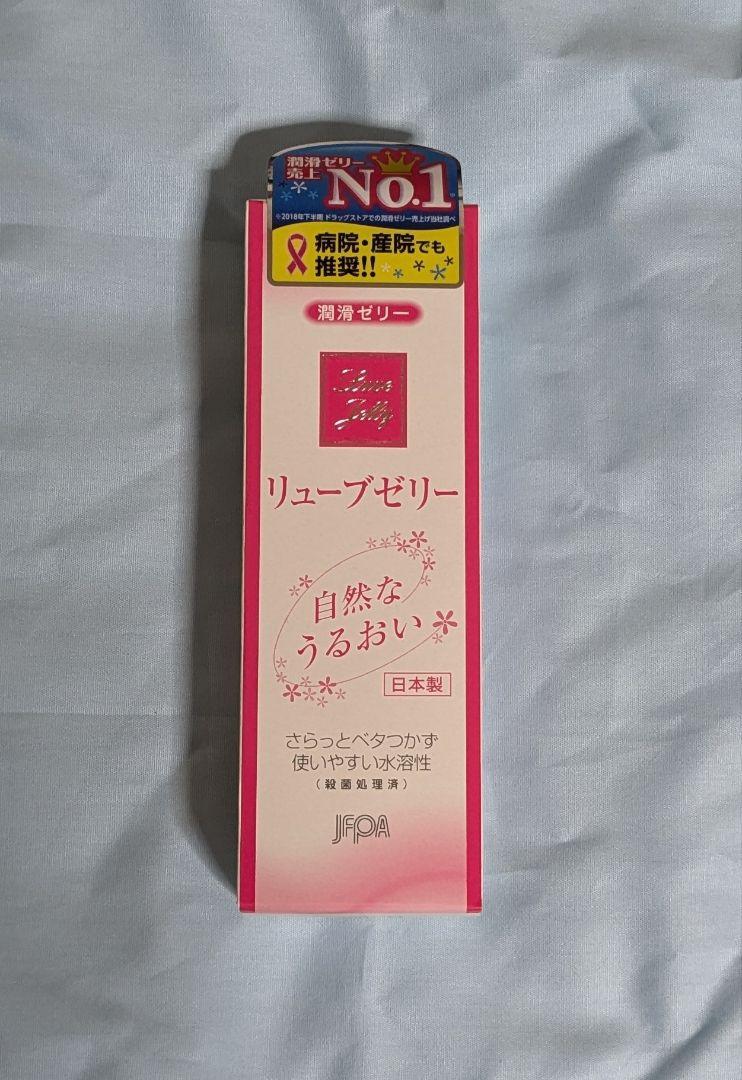 潤滑ゼリー
売上
No.1
※2018年下半期 ドラッグストアでの潤滑ゼリー売上げ当社調べ
病院・産院でも
推奨!!
潤滑ゼリー
Luve
Jelly
リューブゼリー
自然な
うるおい
日本製
さらっとベタつかず
使いやすい水溶性
(殺菌処理済)
JFPA